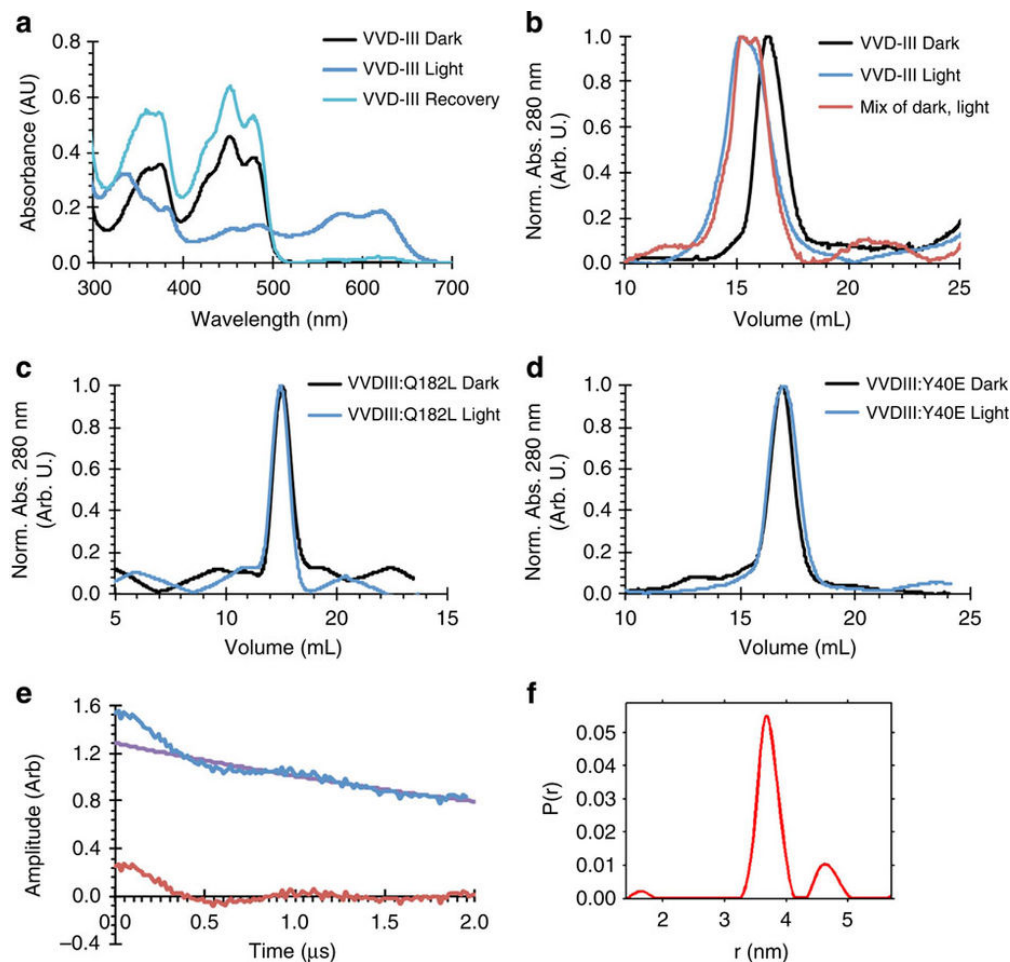 a
VVD-III Dark
VVD-III Light
VVD-III Recovery
Absorbance (AU)
0.8
0.6
0.4
0.2
0.0
300 400 500 600 700
Wavelength (nm)
b
VVD-III Dark
VVD-III Light
Mix of dark, light
Norm. Abs. 280 nm
(Arb. U.)
1.0
0.8
0.6
0.4
0.2
0.0
10 15 20 25
Volume (mL)
c
VVDIII:Q182L Dark
VVDIII:Q182L Light
Norm. Abs. 280 nm
(Arb. U.)
1.0
0.8
0.6
0.4
0.2
0.0
5 10 20 15
Volume (mL)
d
VVDIII:Y40E Dark
VVDIII:Y40E Light
Norm. Abs. 280 nm
(Arb. U.)
1.0
0.8
0.6
0.4
0.2
0.0
10 15 20 25
Volume (mL)
e
Amplitude (Arb)
1.6
1.2
0.8
0.4
0.0
−0.4
0 0.5 1.0 1.5 2.0
Time (μs)
f
P(r)
0.05
0.04
0.03
0.02
0.01
0.00
2 3 4 5
r (nm)